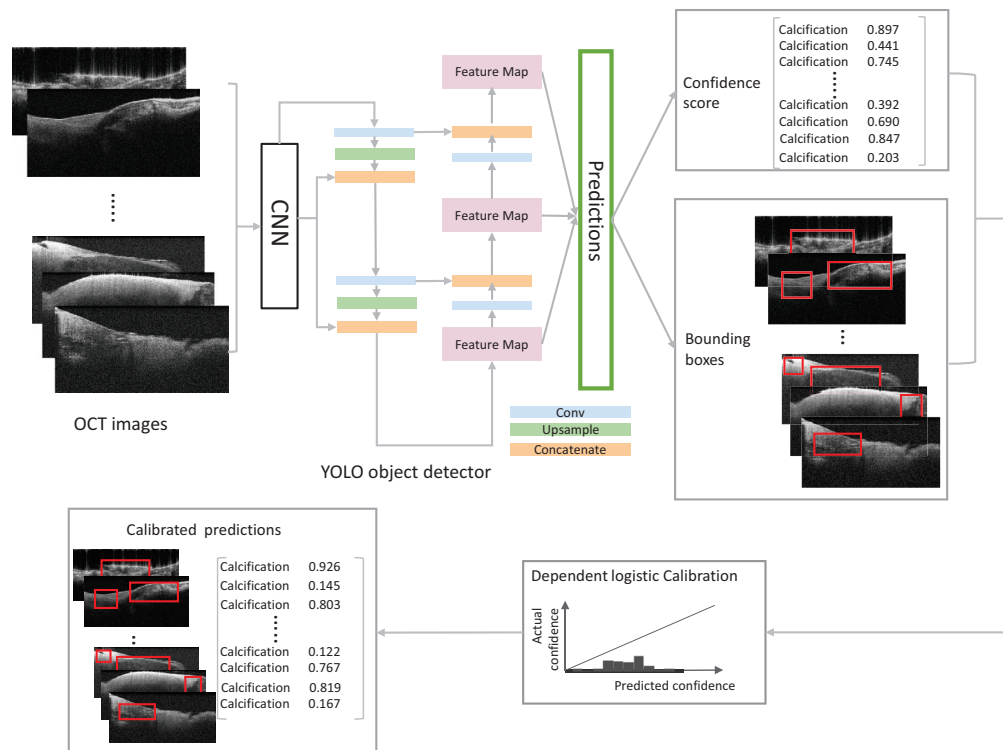 OCT images
CNN
Feature Map
Feature Map
Feature Map
Conv
Upsample
Concatenate
YOLO object detector
Predictions
Confidence
score
Calcification 0.897
Calcification 0.441
Calcification 0.745
Calcification 0.392
Calcification 0.690
Calcification 0.847
Calcification 0.203
Bounding
boxes
Calibrated predictions
Calcification 0.926
Calcification 0.145
Calcification 0.803
Calcification 0.122
Calcification 0.767
Calcification 0.819
Calcification 0.167
Dependent logistic Calibration
Actual
confidence
Predicted confidence